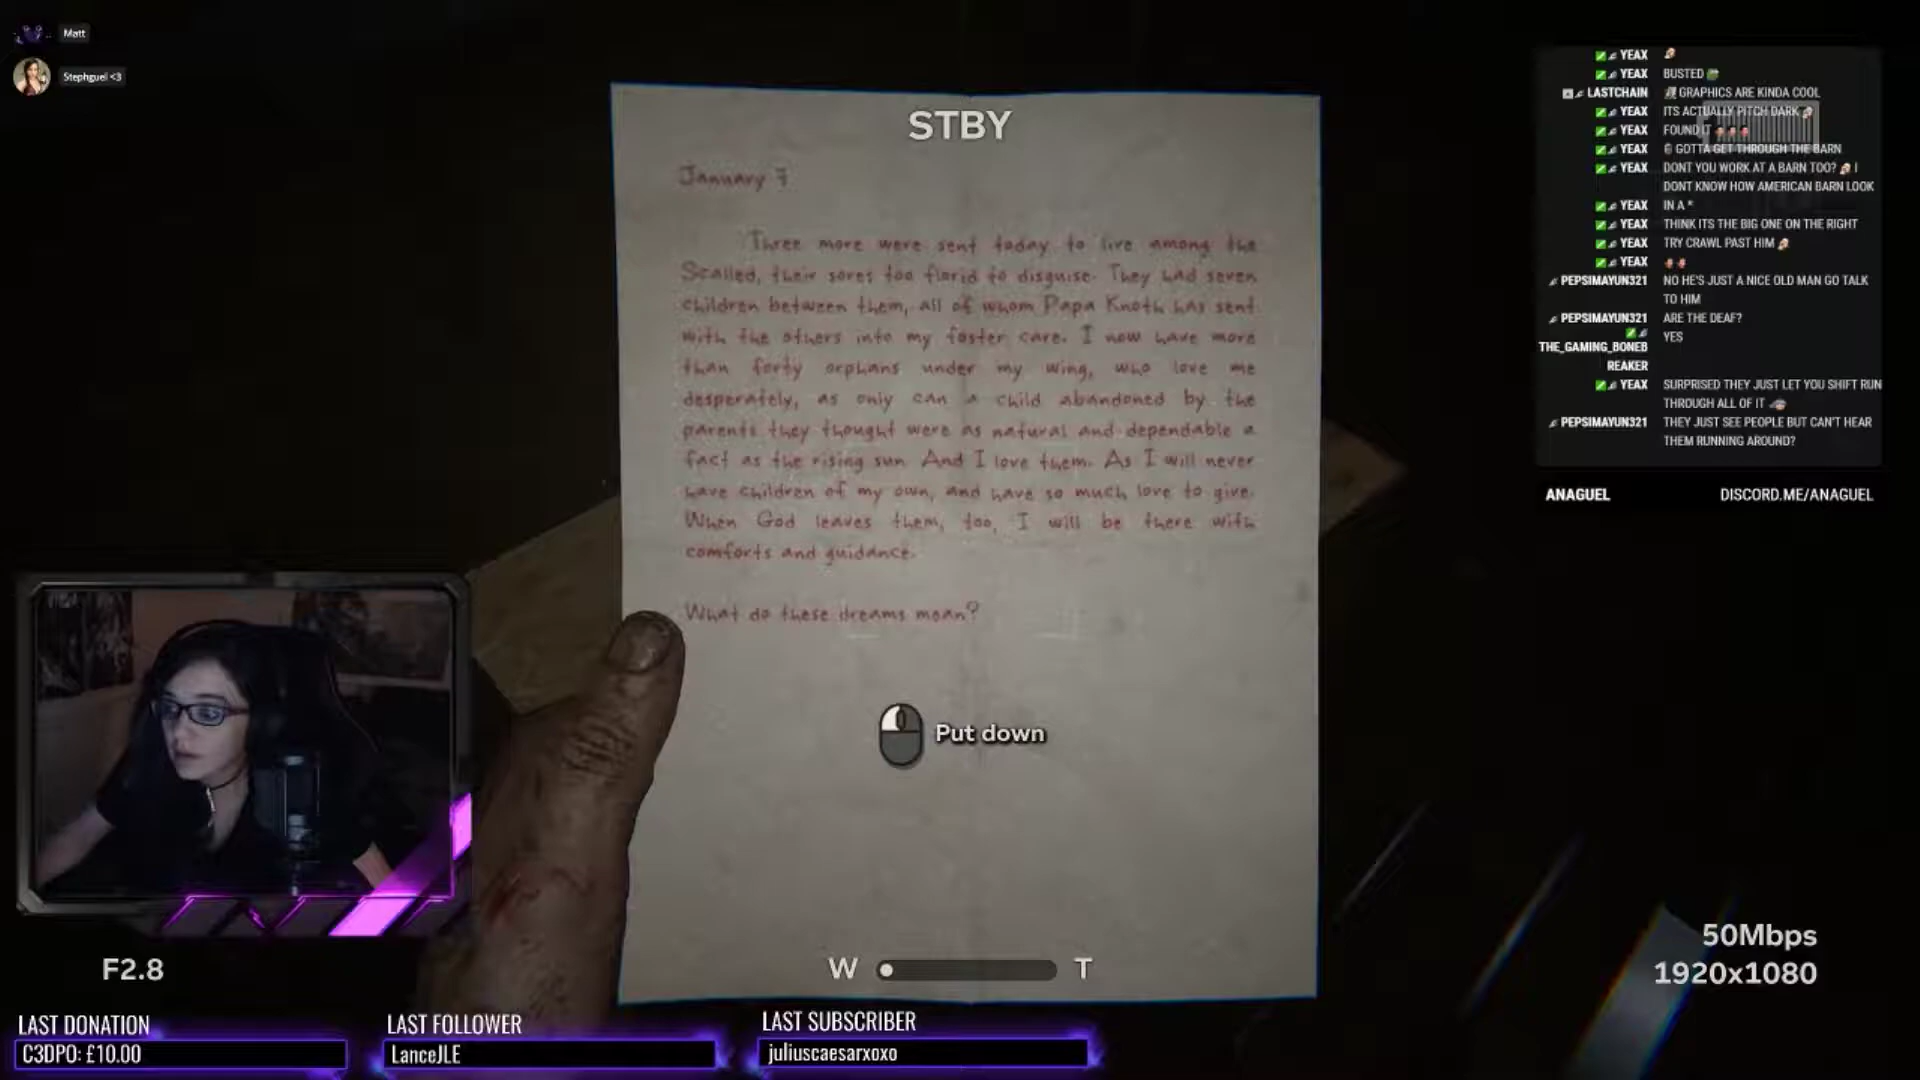 Matt
Stephguel <3
STBY
January 7
Three more were sent today to live among the
Scalled, their sores too florid to disguise. They had seven
children between them, all of whom Papa Knoth has sent
with the others into my foster care. I now have more
than forty orphans under my wing, who love me
desperately, as only can a child abandoned by the
parents they thought were as natural and dependable a
fact as the rising sun. And I love them. As I will never
have children of my own, and have so much love to give.
When God leaves them, too, I will be there with
comforts and guidance.
What do these dreams mean?
Put down
W T
F2.8
50Mbps
1920x1080
YEAX
YEAX BUSTED
LASTCHAIN GRAPHICS ARE KINDA COOL
YEAX ITS ACTUALLY PITCH DARK
YEAX FOUND IT
YEAX GOTTA GET THROUGH THE BARN
YEAX DONT YOU WORK AT A BARN TOO? I
DONT KNOW HOW AMERICAN BARN LOOK
YEAX IN A *
YEAX THINK ITS THE BIG ONE ON THE RIGHT
YEAX TRY CRAWL PAST HIM
YEAX
PEPSIMAYUN321 NO HE'S JUST A NICE OLD MAN GO TALK
TO HIM
PEPSIMAYUN321 ARE THE DEAF?
YES
THE_GAMING_BONEB
REAKER
YEAX SURPRISED THEY JUST LET YOU SHIFT RUN
THROUGH ALL OF IT
PEPSIMAYUN321 THEY JUST SEE PEOPLE BUT CAN'T HEAR
THEM RUNNING AROUND?
ANAGUEL DISCORD.ME/ANAGUEL
LAST DONATION
C3DPO: £10.00
LAST FOLLOWER
LanceJLE
LAST SUBSCRIBER
juliuscaesarxoxo